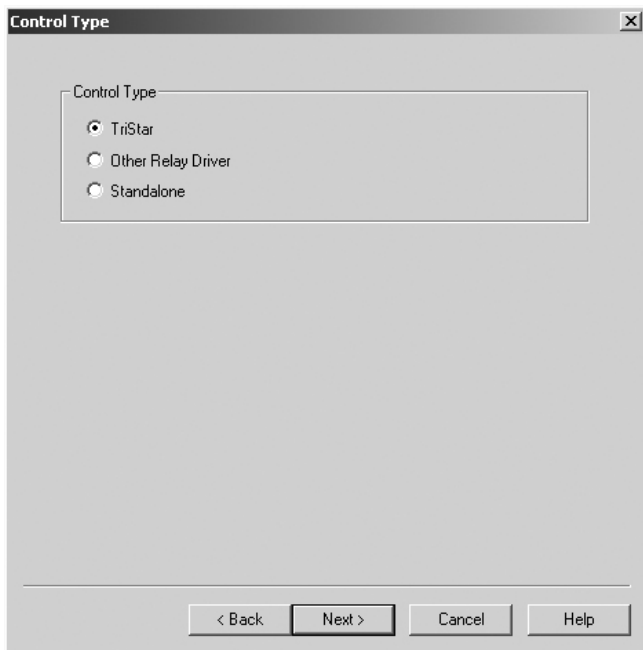 Control Type
Control Type
TriStar
Other Relay Driver
Standalone
< Back Next > Cancel Help